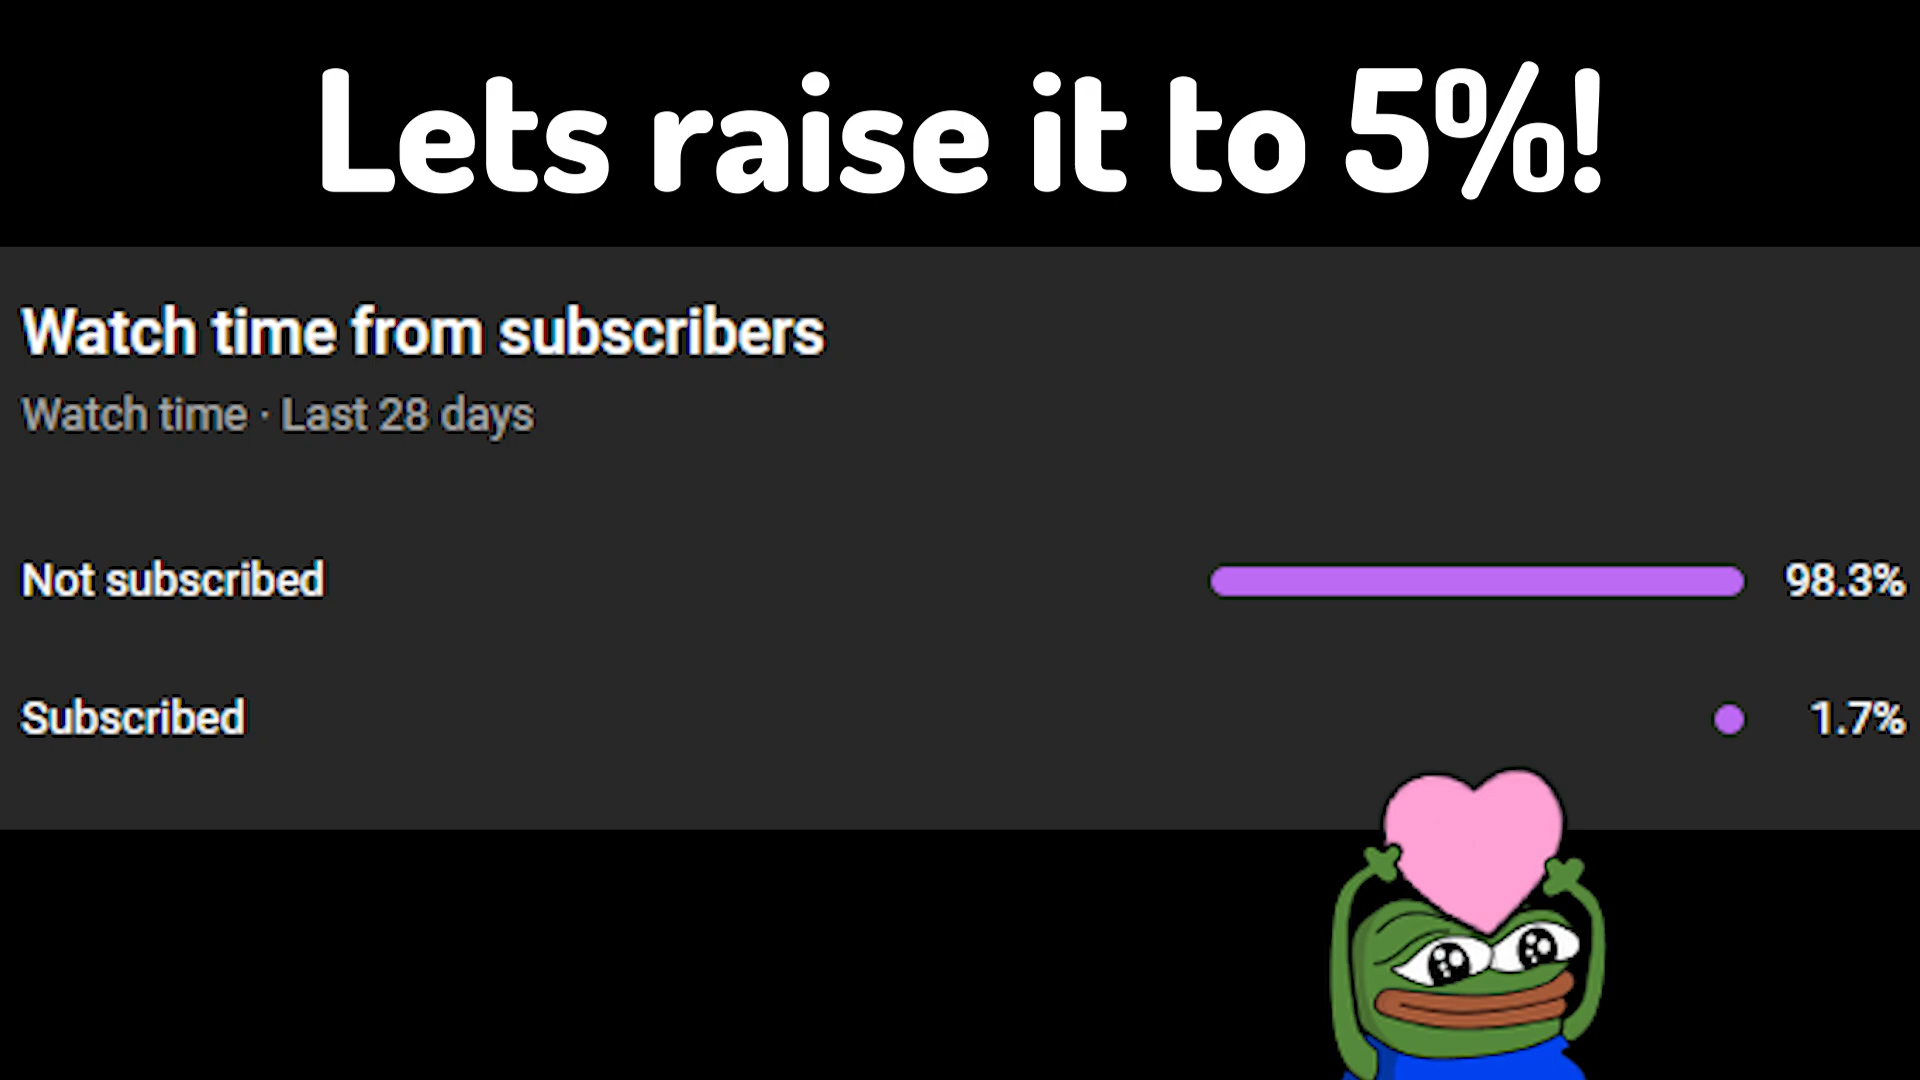 Lets raise it to 5%!
Watch time from subscribers
Watch time · Last 28 days
Not subscribed 98.3%
Subscribed 1.7%